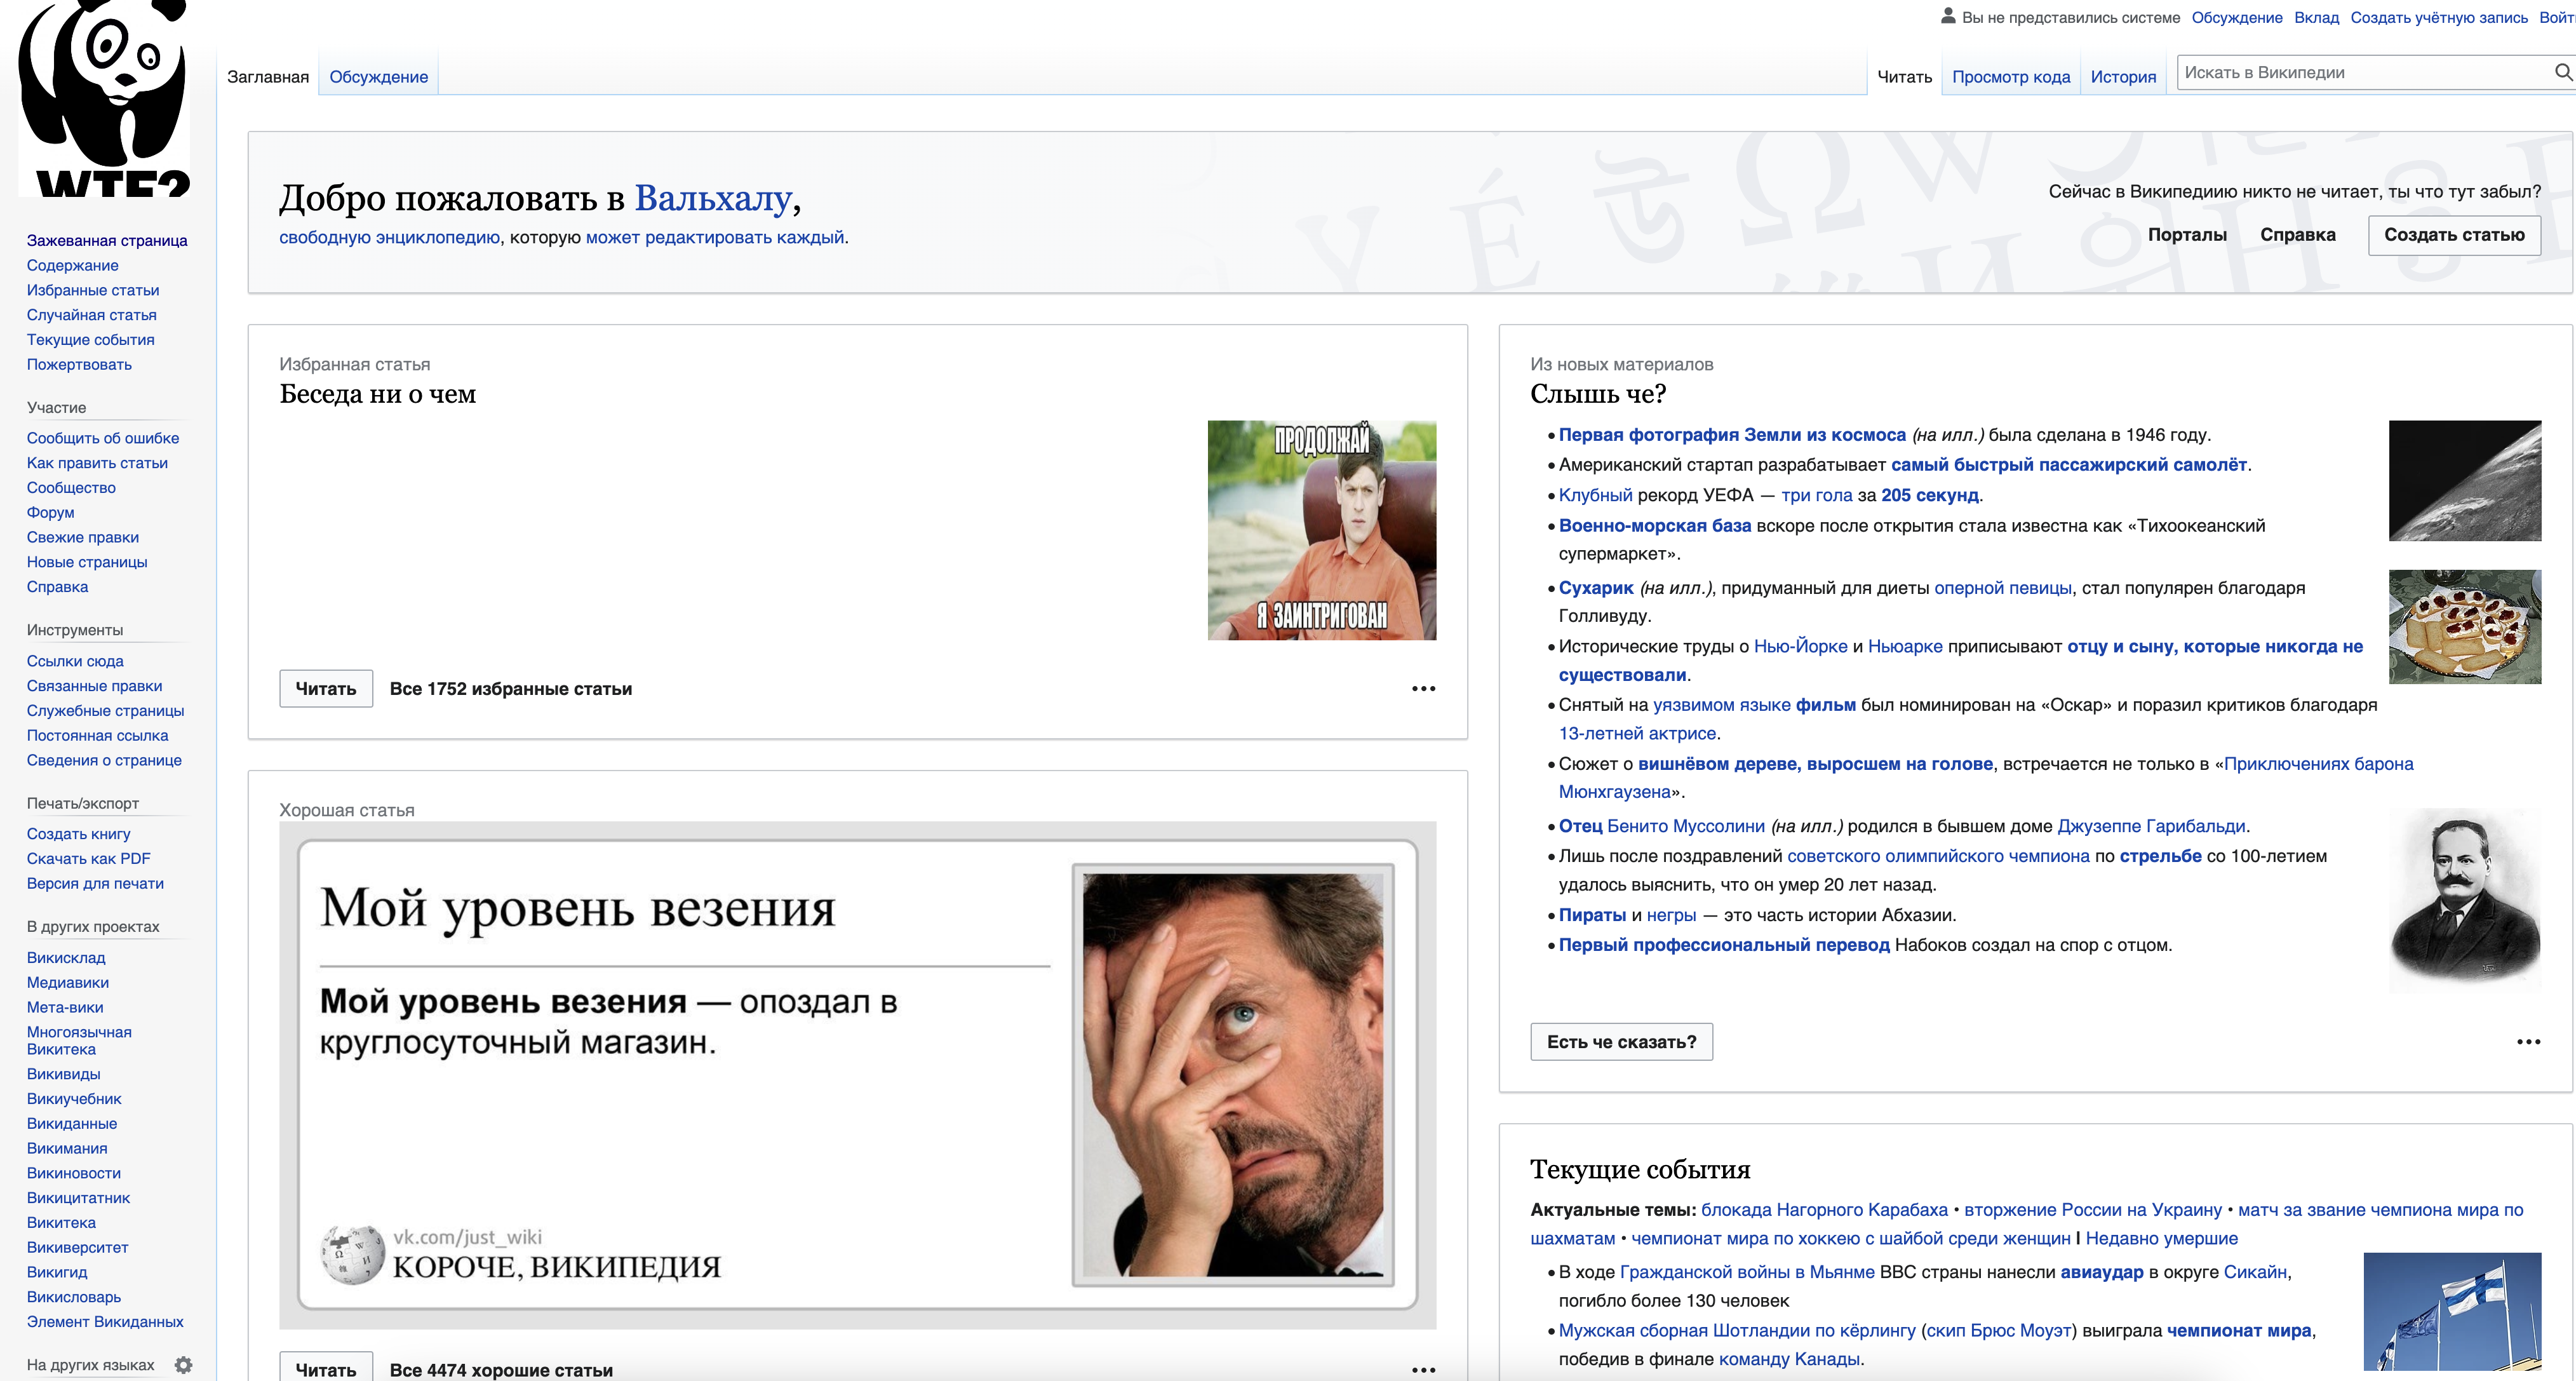 WTF?
Вы не представились системе Обсуждение Вклад Создать учётную запись
Заглавная Обсуждение
Читать Просмотр кода История Искать в Википедии
Зажеванная страница
Содержание
Избранные статьи
Случайная статья
Текущие события
Пожертвовать
Участие
Сообщить об ошибке
Как править статьи
Сообщество
Форум
Свежие правки
Новые страницы
Справка
Инструменты
Ссылки сюда
Связанные правки
Служебные страницы
Постоянная ссылка
Сведения о странице
Печать/экспорт
Создать книгу
Скачать как PDF
Версия для печати
В других проектах
Викисклад
Медиавики
Мета-вики
Многоязычная
Викитека
Викивиды
Викиучебник
Викиданные
Викимания
Викиновости
Викицитатник
Викитека
Викиверситет
Викигид
Викисловарь
Элемент Викиданных
На других языках
Добро пожаловать в Вальхалу,
свободную энциклопедию, которую может редактировать каждый.
Сейчас в Википедиию никто не читает, ты что тут забыл?
Порталы Справка Создать статью
Избранная статья
Беседа ни о чем
ПРОДОЛЖАЙ
Я ЗАИНТРИГОВАН
Читать Все 1752 избранные статьи
Хорошая статья
Мой уровень везения
Мой уровень везения — опоздал в
круглосуточный магазин.
vk.com/just_wiki
КОРОЧЕ, ВИКИПЕДИЯ
Читать Все 4474 хорошие статьи
Из новых материалов
Слышь че?
• Первая фотография Земли из космоса (на илл.) была сделана в 1946 году.
• Американский стартап разрабатывает самый быстрый пассажирский самолёт.
• Клубный рекорд УЕФА — три гола за 205 секунд.
• Военно-морская база вскоре после открытия стала известна как «Тихоокеанский
супермаркет».
• Сухарик (на илл.), придуманный для диеты оперной певицы, стал популярен благодаря
Голливуду.
• Исторические труды о Нью-Йорке и Ньюарке приписывают отцу и сыну, которые никогда не
существовали.
• Снятый на уязвимом языке фильм был номинирован на «Оскар» и поразил критиков благодаря
13-летней актрисе.
• Сюжет о вишнёвом дереве, выросшем на голове, встречается не только в «Приключениях барона
Мюнхгаузена».
• Отец Бенито Муссолини (на илл.) родился в бывшем доме Джузеппе Гарибальди.
• Лишь после поздравлений советского олимпийского чемпиона по стрельбе со 100-летием
удалось выяснить, что он умер 20 лет назад.
• Пираты и негры — это часть истории Абхазии.
• Первый профессиональный перевод Набоков создал на спор с отцом.
Есть че сказать?
Текущие события
Актуальные темы: блокада Нагорного Карабаха • вторжение России на Украину • матч за звание чемпиона мира по
шахматам • чемпионат мира по хоккею с шайбой среди женщин | Недавно умершие
• В ходе Гражданской войны в Мьянме ВВС страны нанесли авиаудар в округе Сикайн,
погибло более 130 человек
• Мужская сборная Шотландии по кёрлингу (скип Брюс Моуэт) выиграла чемпионат мира,
победив в финале команду Канады.